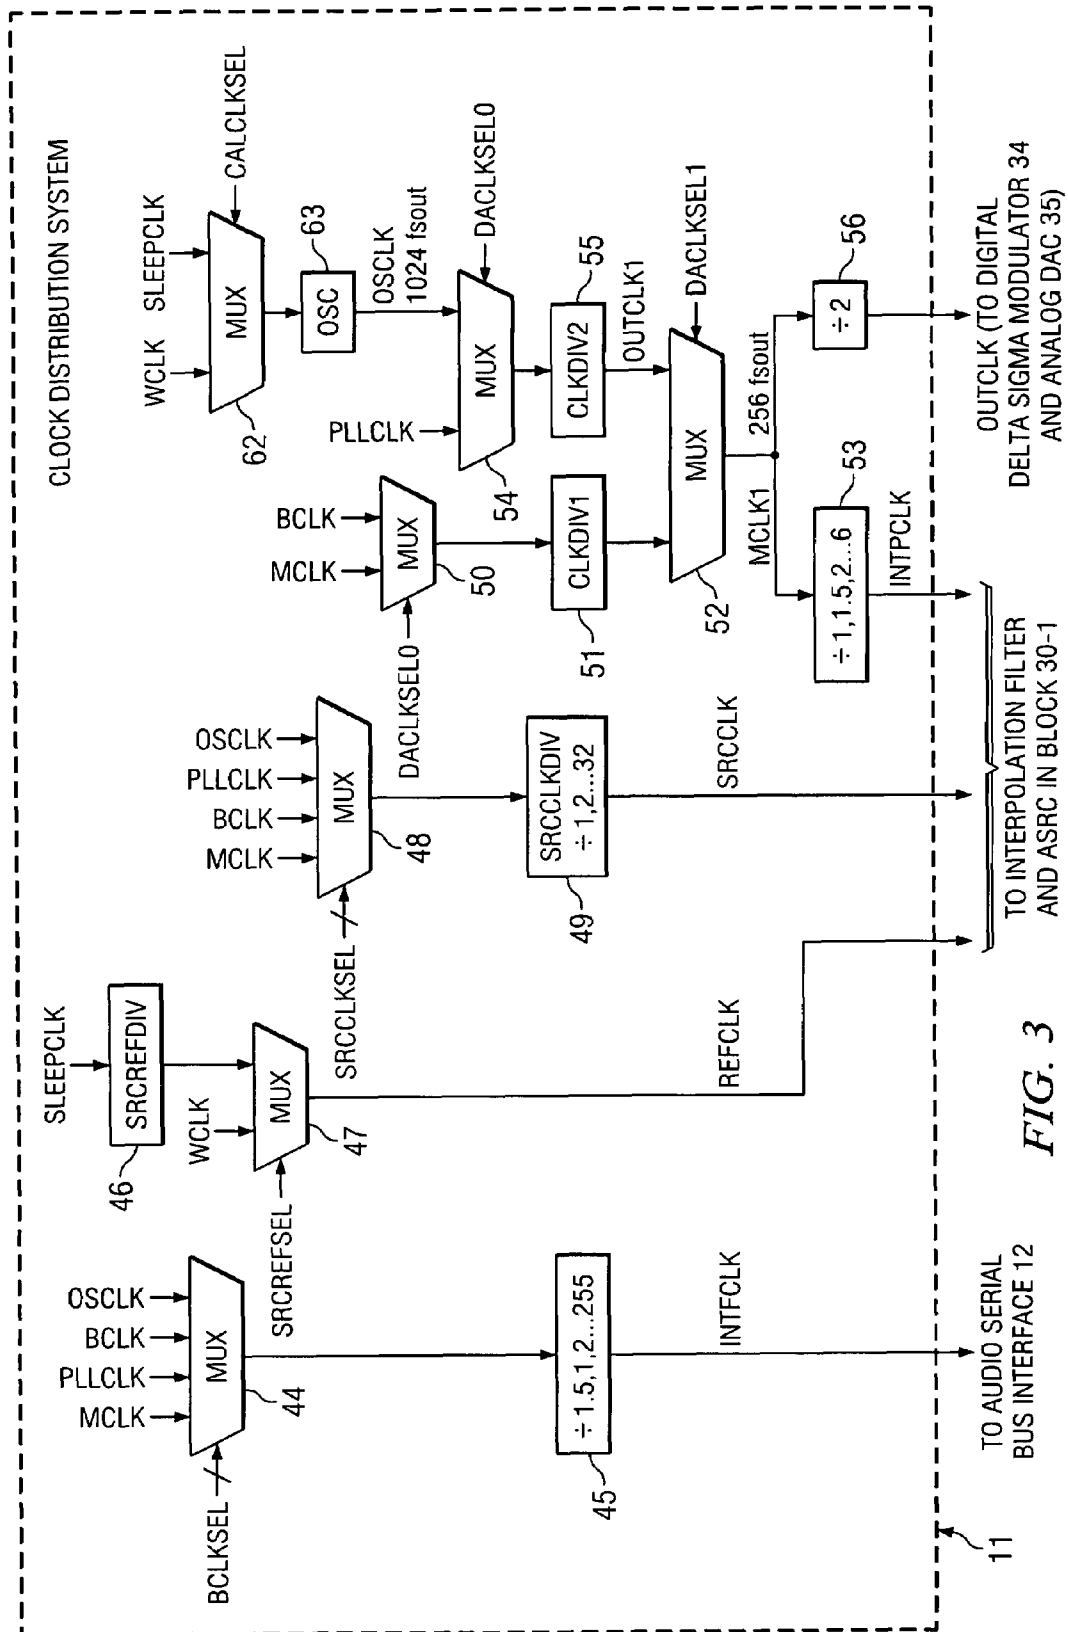 CLOCK DISTRIBUTION SYSTEM
OSCLK
BCLK
PLLCLK
MCLK
BCLKSEL
MUX
44
÷1.5,1,2...255
45
INTFCLK
TO AUDIO SERIAL
BUS INTERFACE 12
11
SLEEPCLK
SRCREFDIV
46
WCLK
SRCREFSEL
MUX
47
REFCLK
OSCLK
PLLCLK
BCLK
MCLK
SRCCLKSEL
MUX
48
SRCCLKDIV
÷1,2...32
49
SRCCLK
BCLK
MCLK
DACLKSEL0
MUX
50
CLKDIV1
51
WCLK
SLEEPCLK
CALCLKSEL
MUX
62
OSC
63
OSCLK
1024 fsout
PLLCLK
DACLKSEL0
MUX
54
CLKDIV2
55
OUTCLK1
DACLKSEL1
MUX
52
MCLK1
256 fsout
÷1,1.5,2...6
53
INTPCLK
÷2
56
TO INTERPOLATION FILTER
AND ASRC IN BLOCK 30-1
OUTCLK (TO DIGITAL
DELTA SIGMA MODULATOR 34
AND ANALOG DAC 35)
FIG. 3